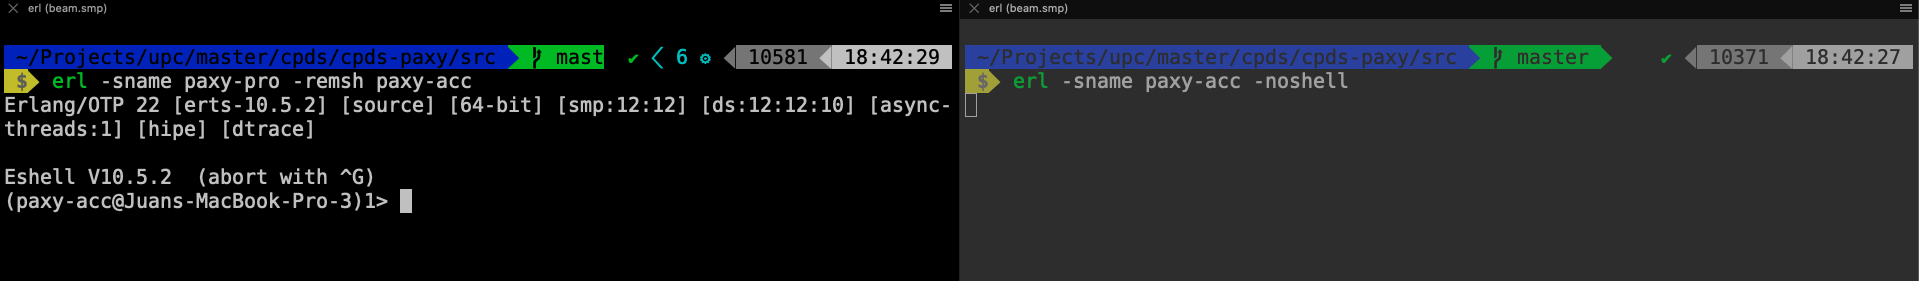 erl (beam.smp)
~/Projects/upc/master/cpds/cpds-paxy/src mast ✔ 6 ⚙ 10581 18:42:29
$ erl -sname paxy-pro -remsh paxy-acc
Erlang/OTP 22 [erts-10.5.2] [source] [64-bit] [smp:12:12] [ds:12:12:10] [async-
threads:1] [hipe] [dtrace]
Eshell V10.5.2  (abort with ^G)
(paxy-acc@Juans-MacBook-Pro-3)1>
erl (beam.smp)
~/Projects/upc/master/cpds/cpds-paxy/src master ✔ 10371 18:42:27
$ erl -sname paxy-acc -noshell